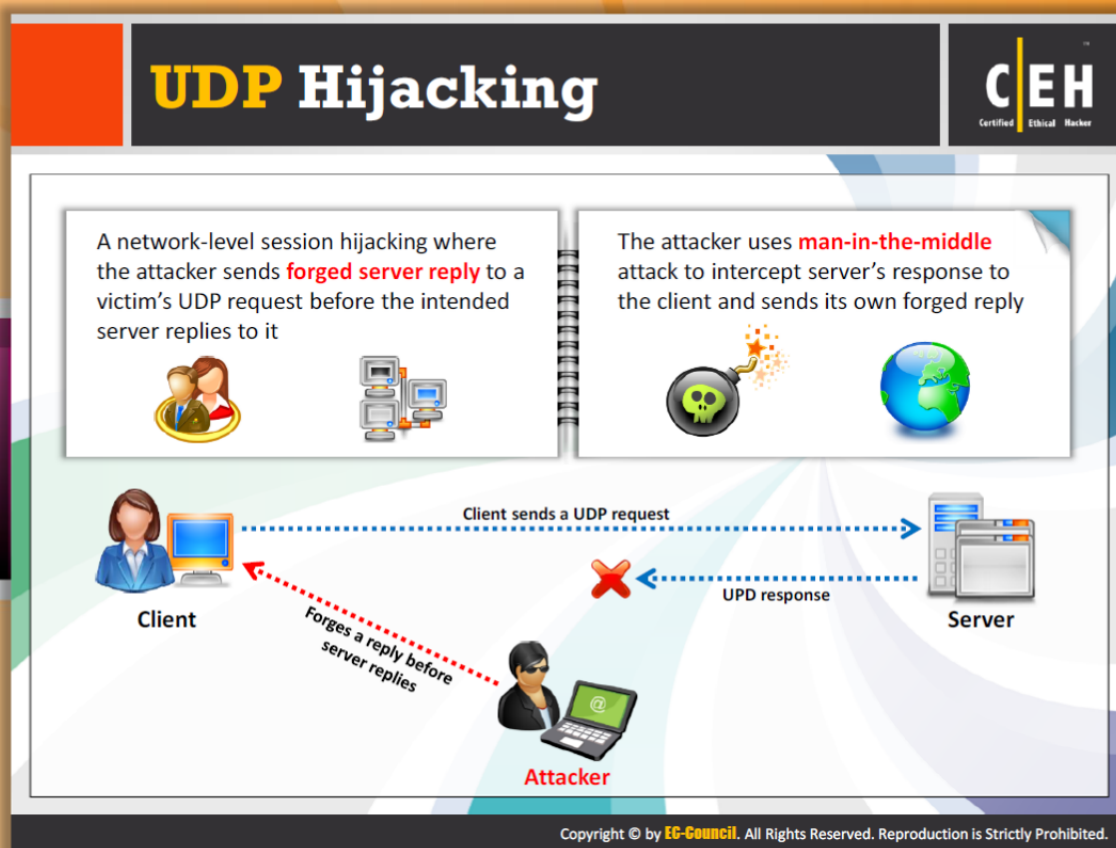 UDP Hijacking
C|EH
TM
Certified Ethical Hacker
A network-level session hijacking where
the attacker sends forged server reply to a
victim's UDP request before the intended
server replies to it
The attacker uses man-in-the-middle
attack to intercept server's response to
the client and sends its own forged reply
Client sends a UDP request
UPD response
Client
Server
Forges a reply before
server replies
@
Attacker
Copyright © by EC-Council. All Rights Reserved. Reproduction is Strictly Prohibited.